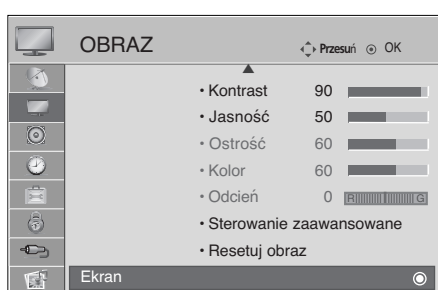 OBRAZ Przesuń OK
• Kontrast 90
• Jasność 50
• Ostrość 60
• Kolor 60
• Odcień 0 R G
• Sterowanie zaawansowane
• Resetuj obraz
Ekran